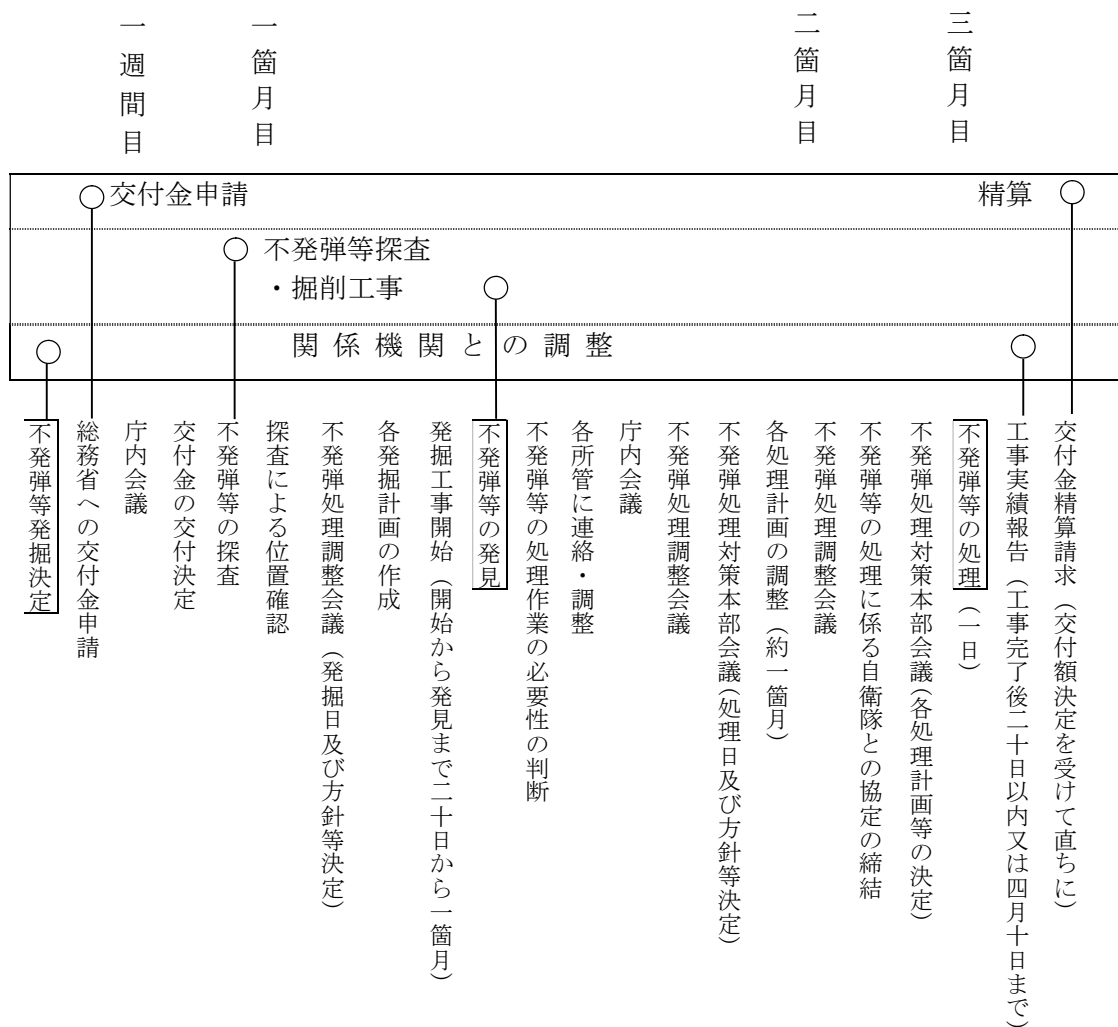 一週間目
一箇月目
二箇月目
三箇月目
交付金申請
精算
不発弾等探査
・掘削工事
関係機関との調整
不発弾等発掘決定
総務省への交付金申請
庁内会議
交付金の交付決定
不発弾等の探査
探査による位置確認
不発弾処理調整会議（発掘日及び方針等決定）
各発掘計画の作成
発掘工事開始（開始から発見まで二十日から一箇月）
不発弾等の発見
不発弾等の処理作業の必要性の判断
各所管に連絡・調整
庁内会議
不発弾処理調整会議
不発弾処理対策本部会議（処理日及び方針等決定）
各処理計画の調整（約一箇月）
不発弾処理調整会議
不発弾等の処理に係る自衛隊との協定の締結
不発弾処理対策本部会議（各処理計画等の決定）
不発弾等の処理（一日）
工事実績報告（工事完了後二十日以内又は四月十日まで）
交付金精算請求（交付額決定を受けて直ちに）